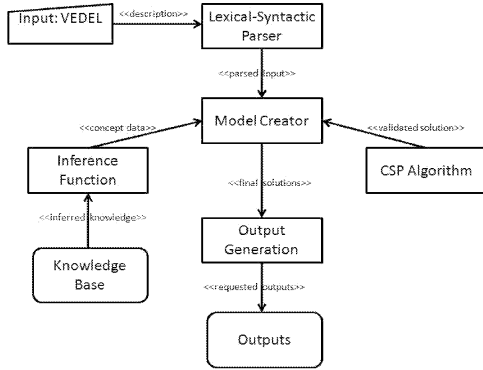 Input: VEDEL
<<description>>
Lexical-Syntactic
Parser
<<parsed input>>
<<concept data>>
Model Creator
<<validated solution>>
Inference
Function
CSP Algorithm
<<final solutions>>
<<inferred knowledge>>
Output
Generation
Knowledge
Base
<<requested outputs>>
Outputs